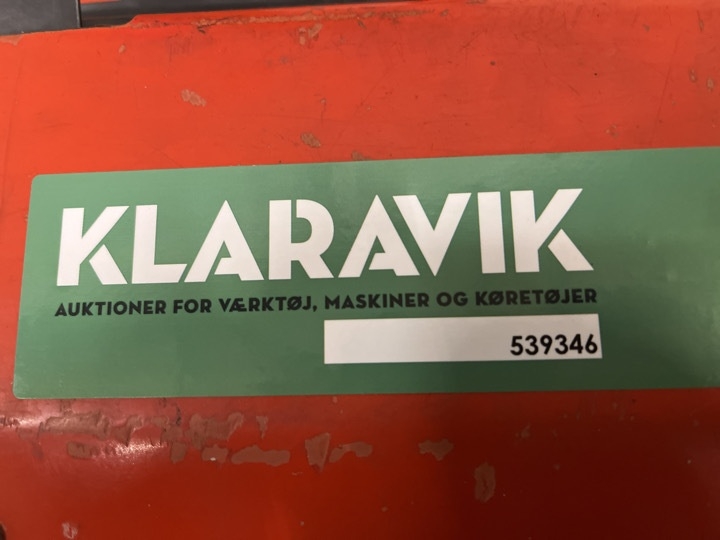 KLARAVIK
AUKTIONER FOR VÆRKTØJ, MASKINER OG KØRETØJER
539346